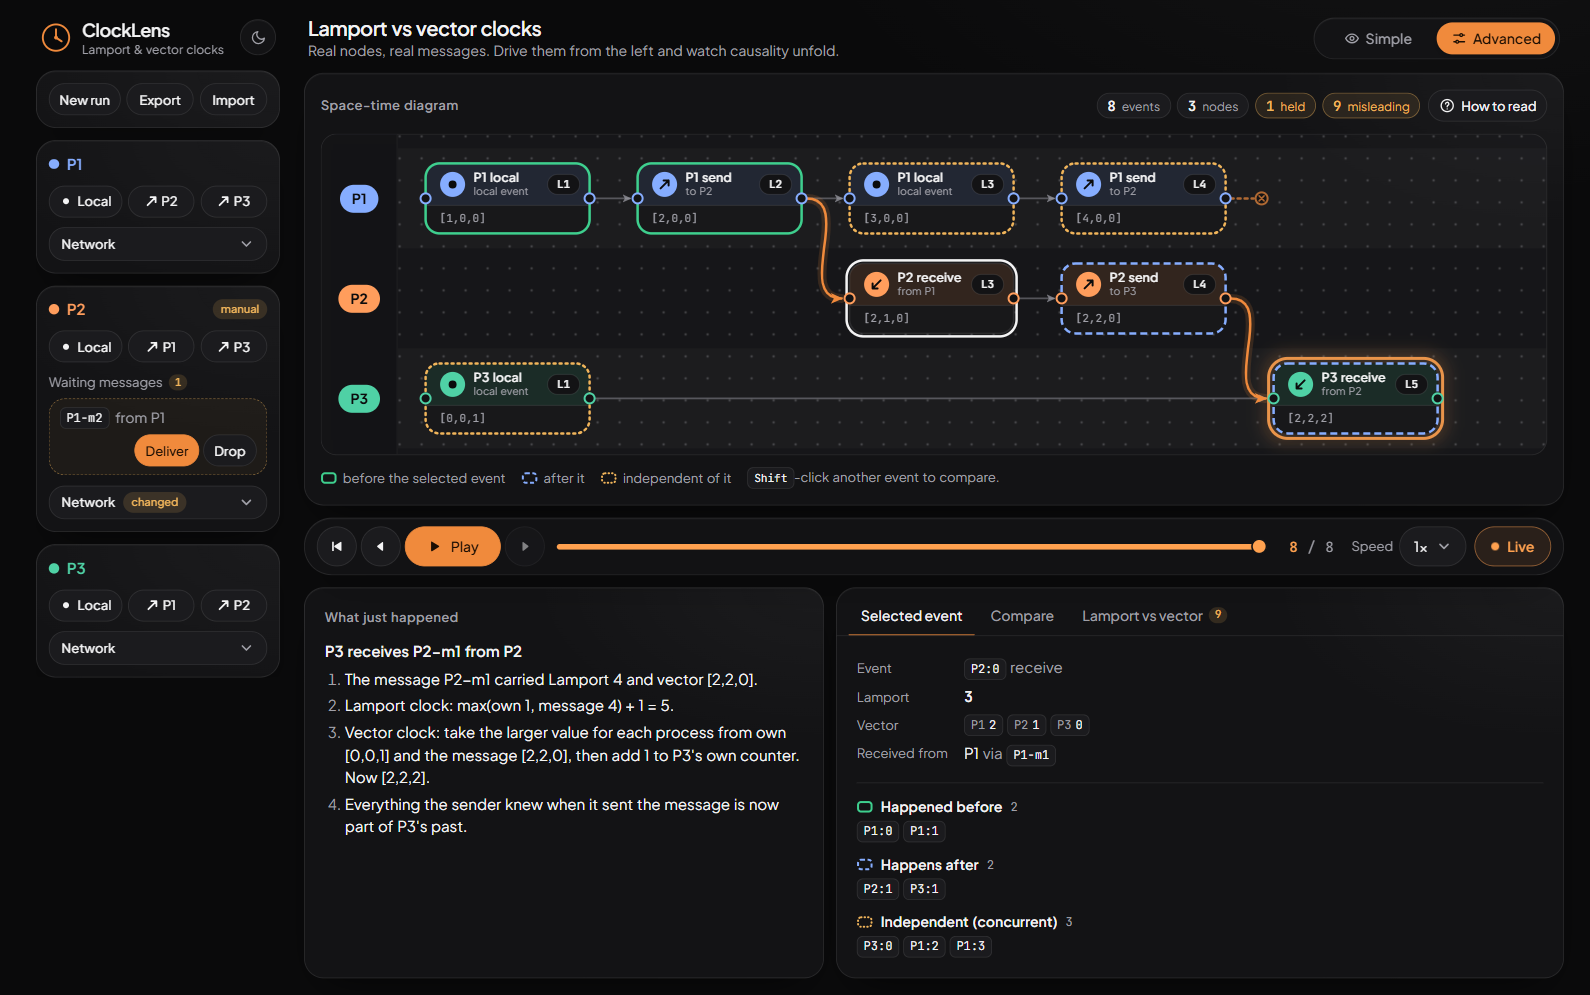 ClockLens
Lamport & vector clocks
New run Export Import
P1
Local P2 P3
Network
P2 manual
Local P1 P3
Waiting messages 1
P1-m2 from P1
Deliver Drop
Network changed
P3
Local P1 P2
Network
Lamport vs vector clocks
Real nodes, real messages. Drive them from the left and watch causality unfold.
Simple Advanced
Space-time diagram
8 events 3 nodes 1 held 9 misleading How to read
P1
P1 local L1
local event
[1,0,0]
P1 send L2
to P2
[2,0,0]
P1 local L3
local event
[3,0,0]
P1 send L4
to P2
[4,0,0]
P2
P2 receive L3
from P1
[2,1,0]
P2 send L4
to P3
[2,2,0]
P3
P3 local L1
local event
[0,0,1]
P3 receive L5
from P2
[2,2,2]
before the selected event after it independent of it Shift-click another event to compare.
Play 8 / 8 Speed 1x Live
What just happened
P3 receives P2-m1 from P2
1. The message P2-m1 carried Lamport 4 and vector [2,2,0].
2. Lamport clock: max(own 1, message 4) + 1 = 5.
3. Vector clock: take the larger value for each process from own
[0,0,1] and the message [2,2,0], then add 1 to P3's own counter.
Now [2,2,2].
4. Everything the sender knew when it sent the message is now
part of P3's past.
Selected event Compare Lamport vs vector 9
Event P2:0 receive
Lamport 3
Vector P1 2 P2 1 P3 0
Received from P1 via P1-m1
Happened before 2
P1:0 P1:1
Happens after 2
P2:1 P3:1
Independent (concurrent) 3
P3:0 P1:2 P1:3